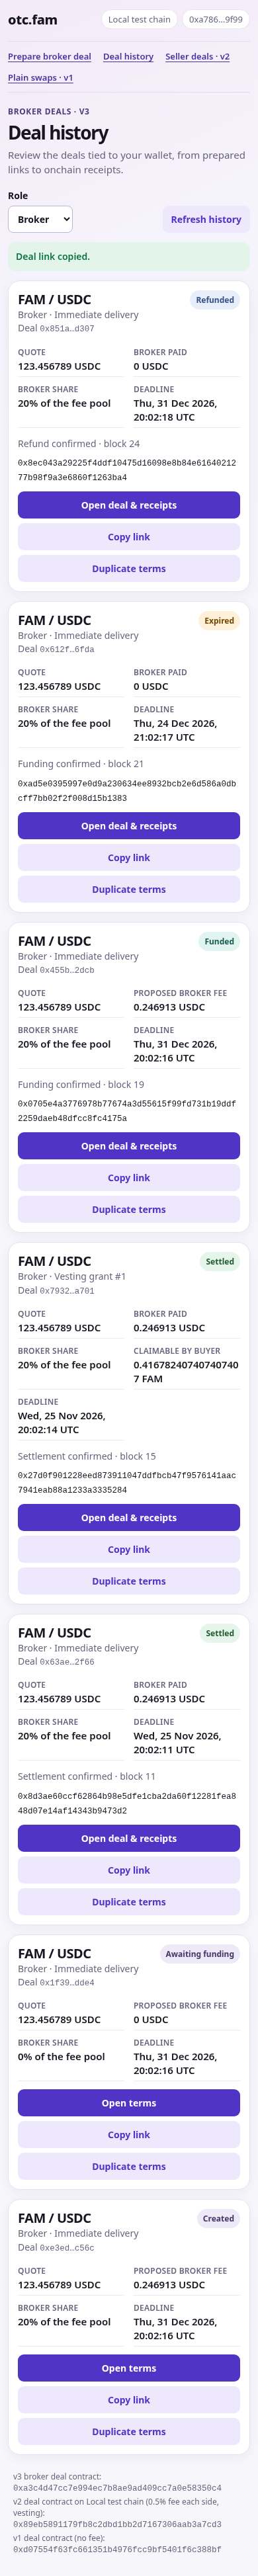 otc.fam
Local test chain
0xa786…9f99
Prepare broker deal
Deal history
Seller deals · v2
Plain swaps · v1
BROKER DEALS · V3
Deal history
Review the deals tied to your wallet, from prepared
links to onchain receipts.
Role
Broker
Refresh history
Deal link copied.
FAM / USDC
Refunded
Broker · Immediate delivery
Deal 0x851a…d307
QUOTE
123.456789 USDC
BROKER PAID
0 USDC
BROKER SHARE
20% of the fee pool
DEADLINE
Thu, 31 Dec 2026,
20:02:18 UTC
Refund confirmed · block 24
0x8ec043a29225f4ddf10475d16098e8b84e61640212
77b98f9a3e6860f1263ba4
Open deal & receipts
Copy link
Duplicate terms
FAM / USDC
Expired
Broker · Immediate delivery
Deal 0x612f…6fda
QUOTE
123.456789 USDC
BROKER PAID
0 USDC
BROKER SHARE
20% of the fee pool
DEADLINE
Thu, 24 Dec 2026,
21:02:17 UTC
Funding confirmed · block 21
0xad5e0395997e0d9a230634ee8932bcb2e6d586a0db
cff7bb02f2f008d15b1383
Open deal & receipts
Copy link
Duplicate terms
FAM / USDC
Funded
Broker · Immediate delivery
Deal 0x455b…2dcb
QUOTE
123.456789 USDC
PROPOSED BROKER FEE
0.246913 USDC
BROKER SHARE
20% of the fee pool
DEADLINE
Thu, 31 Dec 2026,
20:02:16 UTC
Funding confirmed · block 19
0x0705e4a3776978b77674a3d55615f99fd731b19ddf
2259daeb48dfcc8fc4175a
Open deal & receipts
Copy link
Duplicate terms
FAM / USDC
Settled
Broker · Vesting grant #1
Deal 0x7932…a701
QUOTE
123.456789 USDC
BROKER PAID
0.246913 USDC
BROKER SHARE
20% of the fee pool
CLAIMABLE BY BUYER
0.41678240740740740
7 FAM
DEADLINE
Wed, 25 Nov 2026,
20:02:14 UTC
Settlement confirmed · block 15
0x27d0f901228eed873911047ddfbcb47f9576141aac
7941eab88a1233a3335284
Open deal & receipts
Copy link
Duplicate terms
FAM / USDC
Settled
Broker · Immediate delivery
Deal 0x63ae…2f66
QUOTE
123.456789 USDC
BROKER PAID
0.246913 USDC
BROKER SHARE
20% of the fee pool
DEADLINE
Wed, 25 Nov 2026,
20:02:11 UTC
Settlement confirmed · block 11
0x8d3ae60ccf62864b98e5dfe1cba2da60f12281fea8
48d07e14af14343b9473d2
Open deal & receipts
Copy link
Duplicate terms
FAM / USDC
Awaiting funding
Broker · Immediate delivery
Deal 0x1f39…dde4
QUOTE
123.456789 USDC
PROPOSED BROKER FEE
0 USDC
BROKER SHARE
0% of the fee pool
DEADLINE
Thu, 31 Dec 2026,
20:02:16 UTC
Open terms
Copy link
Duplicate terms
FAM / USDC
Created
Broker · Immediate delivery
Deal 0xe3ed…c56c
QUOTE
123.456789 USDC
PROPOSED BROKER FEE
0.246913 USDC
BROKER SHARE
20% of the fee pool
DEADLINE
Thu, 31 Dec 2026,
20:02:16 UTC
Open terms
Copy link
Duplicate terms
v3 broker deal contract:
0xa3c4d47cc7e994ec7b8ae9ad409cc7a0e58350c4
v2 deal contract on Local test chain (0.5% fee each side,
vesting):
0x89eb5891179fb8c2dbd1bb2d7167306aab3a7cd3
v1 deal contract (no fee):
0xd07554f63fc661351b4976fcc9bf5401f6c388bf